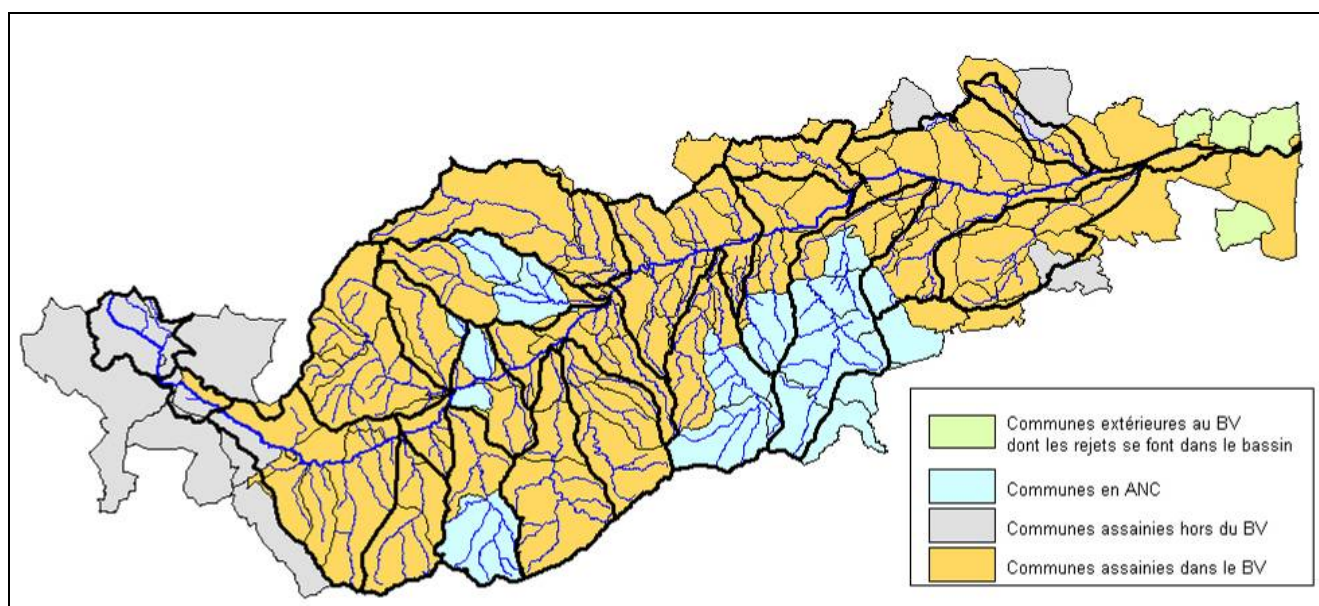 Communes extérieures au BV
dont les rejets se font dans le bassin
Communes en ANC
Communes assainies hors du BV
Communes assainies dans le BV